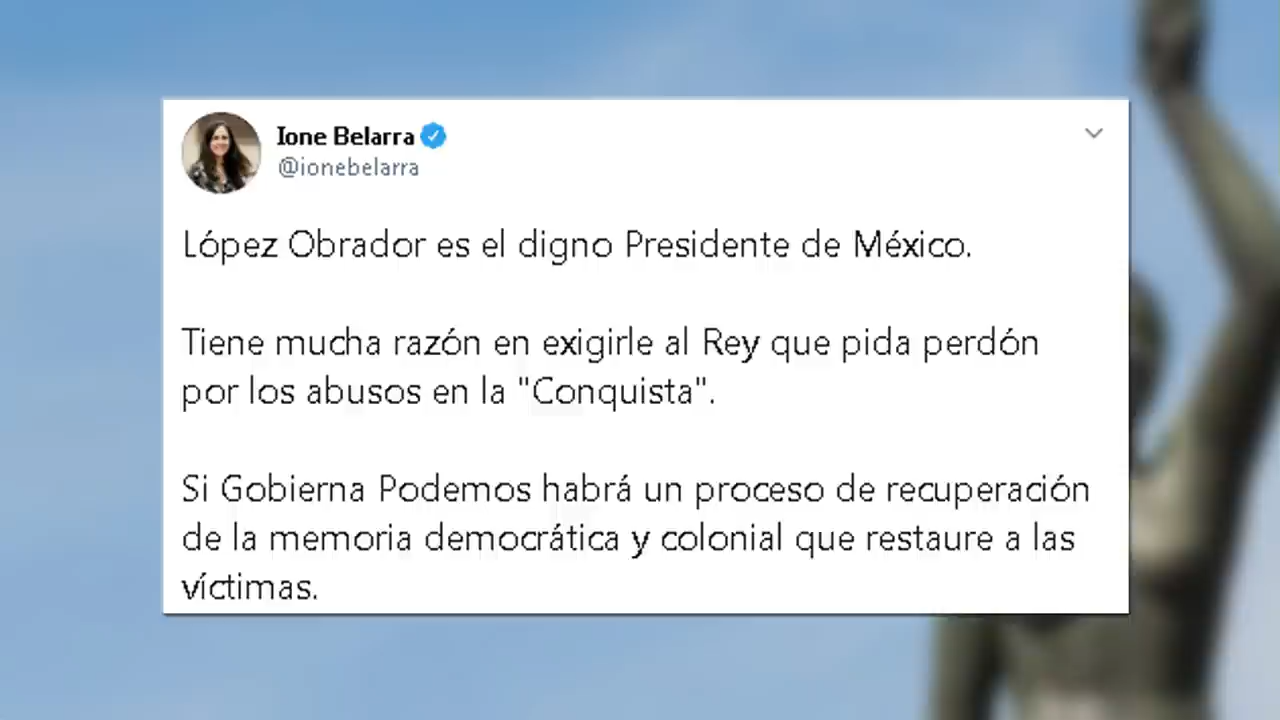 Ione Belarra
@ionebelarra
López Obrador es el digno Presidente de México.
Tiene mucha razón en exigirle al Rey que pida perdón
por los abusos en la "Conquista".
Si Gobierna Podemos habrá un proceso de recuperación
de la memoria democrática y colonial que restaure a las
víctimas.